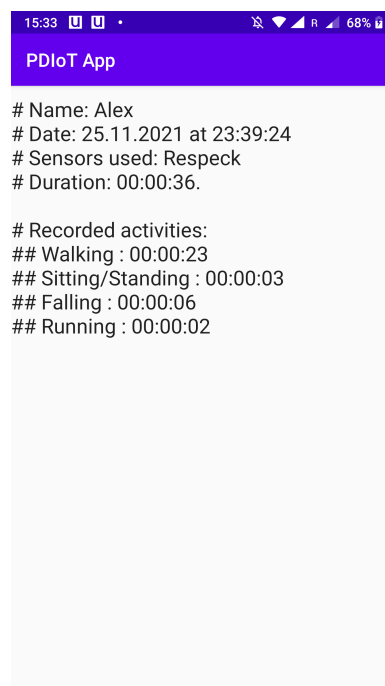 15:33 U U R 68%
PDIoT App
# Name: Alex
# Date: 25.11.2021 at 23:39:24
# Sensors used: Respeck
# Duration: 00:00:36.
# Recorded activities:
## Walking : 00:00:23
## Sitting/Standing : 00:00:03
## Falling : 00:00:06
## Running : 00:00:02